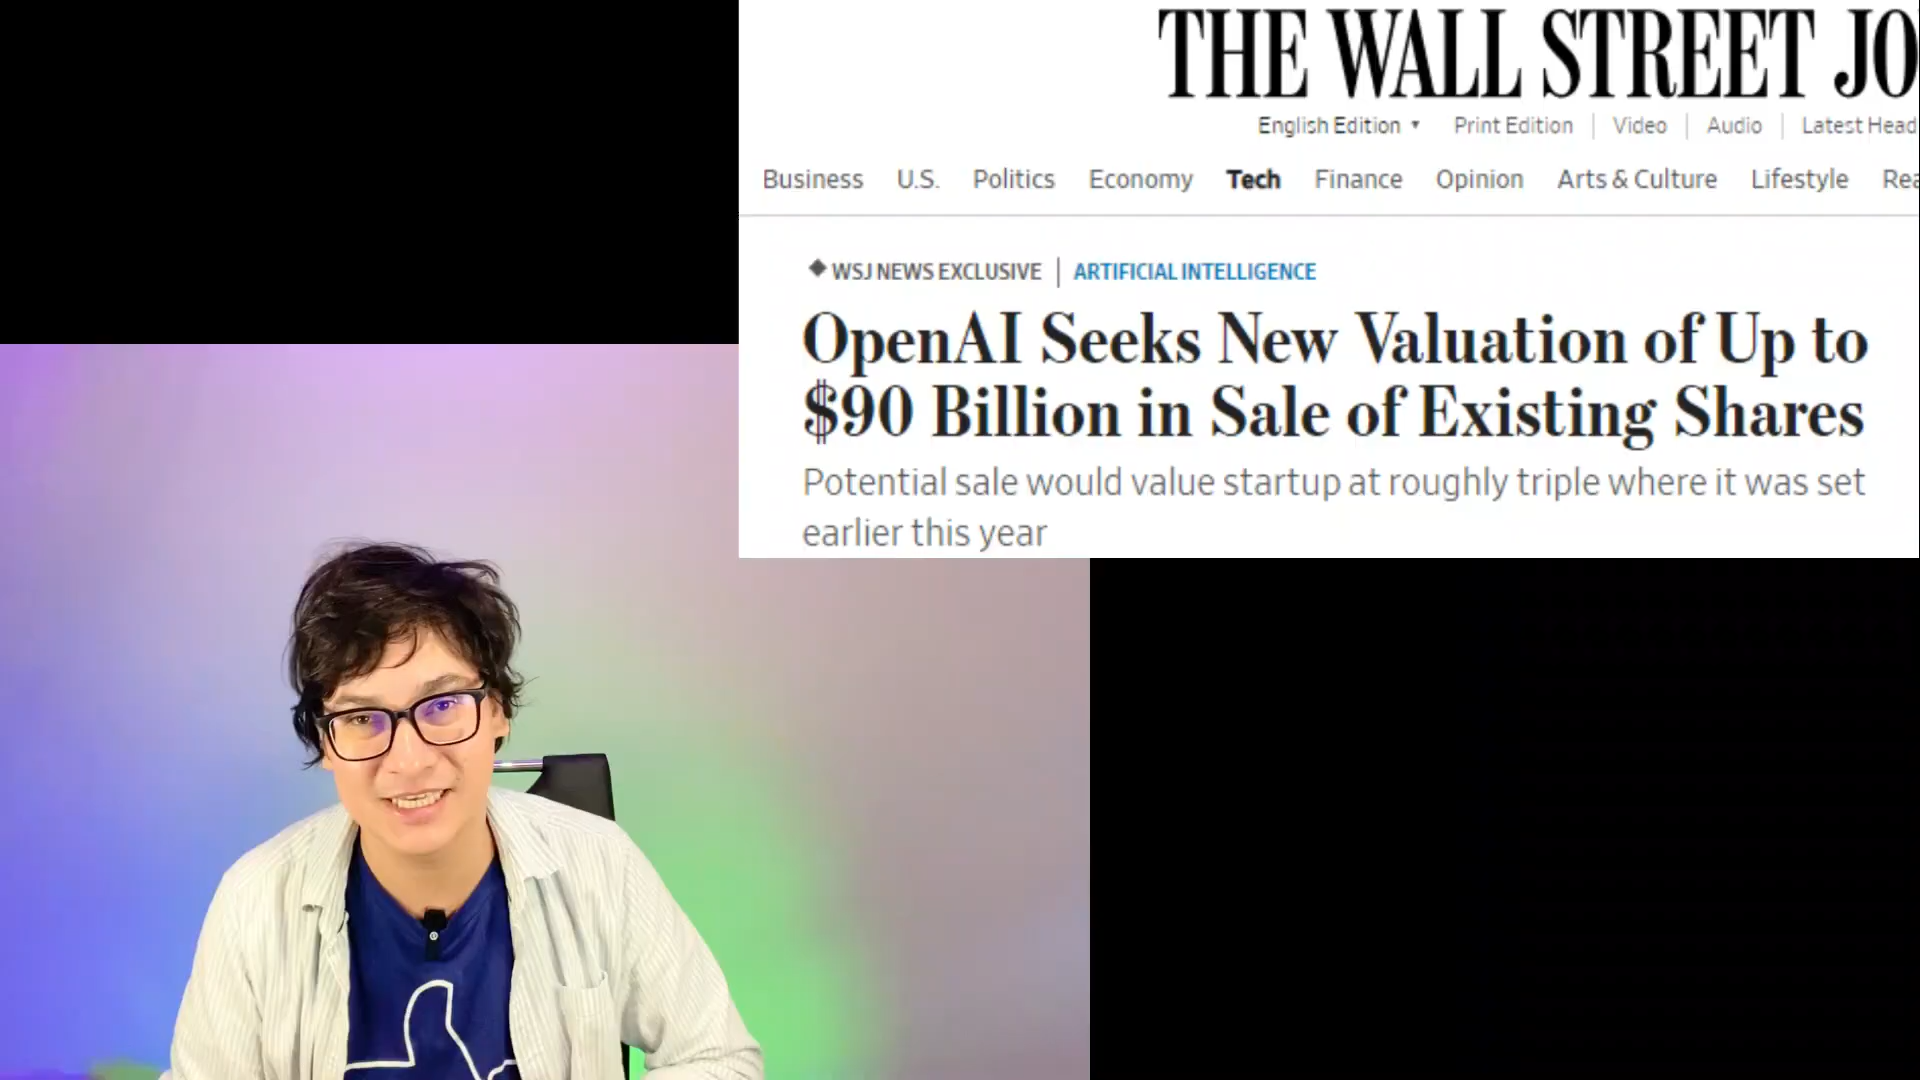 THE WALL STREET JO
English Edition ▾ Print Edition | Video | Audio | Latest Head
Business U.S. Politics Economy Tech Finance Opinion Arts & Culture Lifestyle Rea
◆ WSJ NEWS EXCLUSIVE | ARTIFICIAL INTELLIGENCE
OpenAI Seeks New Valuation of Up to
$90 Billion in Sale of Existing Shares
Potential sale would value startup at roughly triple where it was set
earlier this year